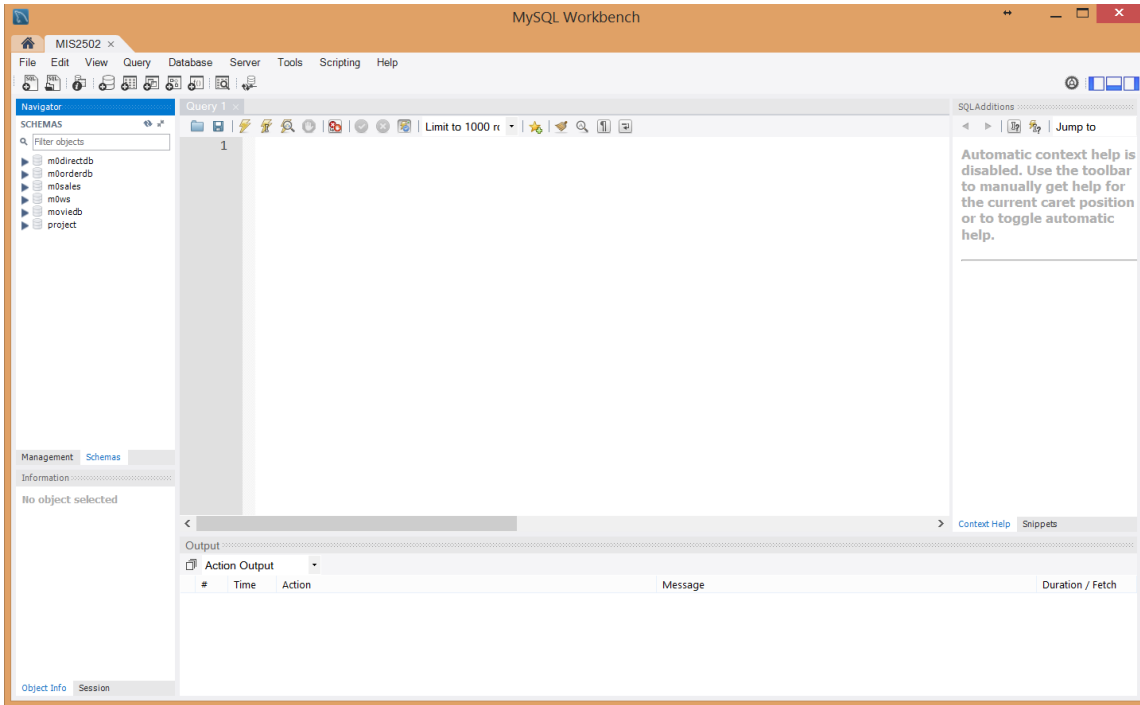 MySQL Workbench
MIS2502 ×
File Edit View Query Database Server Tools Scripting Help
Navigator
SCHEMAS
Filter objects
m0directdb
m0orderdb
m0sales
m0ws
moviedb
project
Management Schemas
Information
No object selected
Object Info Session
Query 1 ×
Limit to 1000 rc
1
SQLAdditions
Jump to
Automatic context help is
disabled. Use the toolbar
to manually get help for
the current caret position
or to toggle automatic
help.
Context Help Snippets
Output
Action Output
# Time Action Message Duration / Fetch